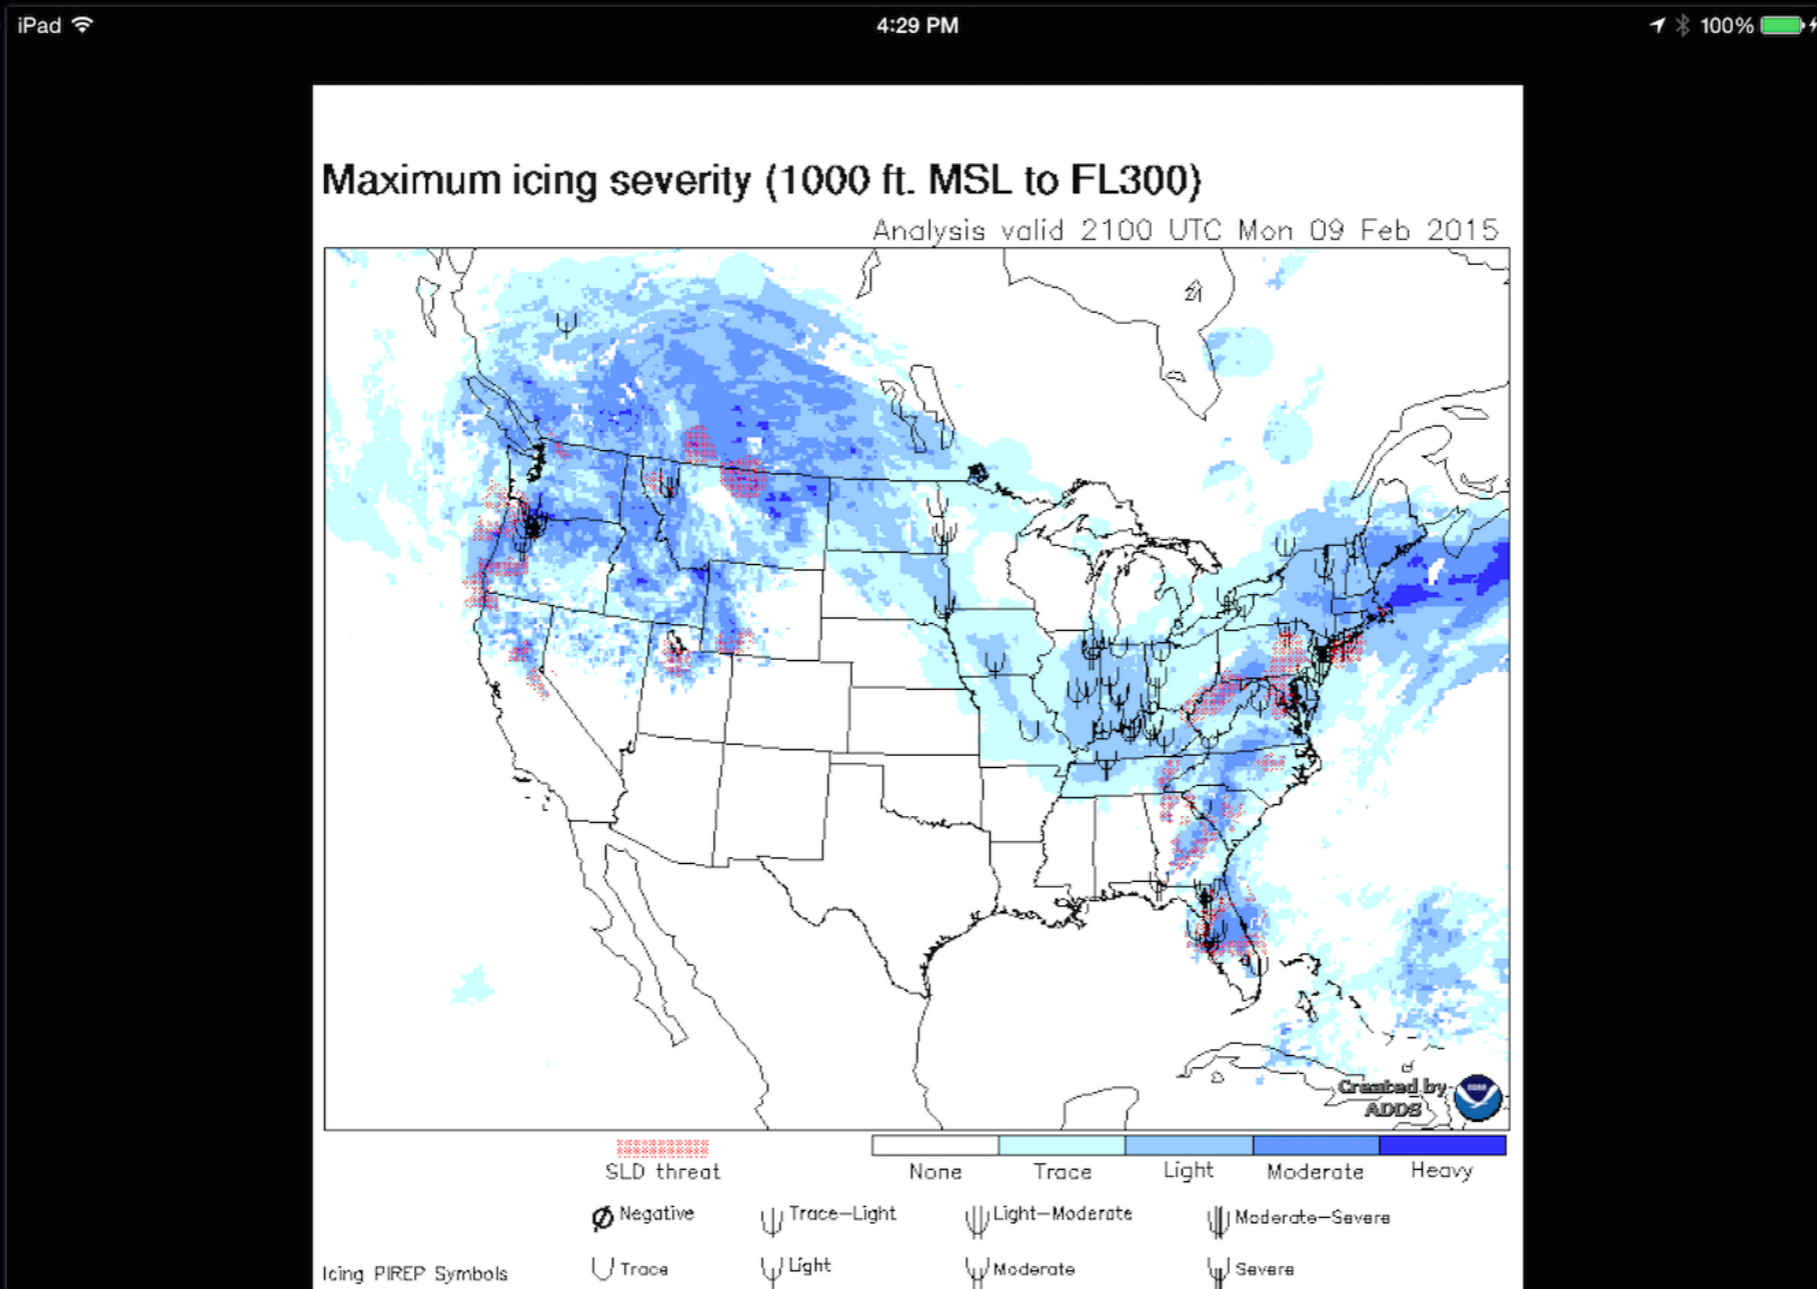 iPad 4:29 PM 100%
Maximum icing severity (1000 ft. MSL to FL300)
Analysis valid 2100 UTC Mon 09 Feb 2015
Created by
ADDS
SLD threat None Trace Light Moderate Heavy
Negative Trace-Light Light-Moderate Moderate-Severe
Icing PIREP Symbols Trace Light Moderate Severe